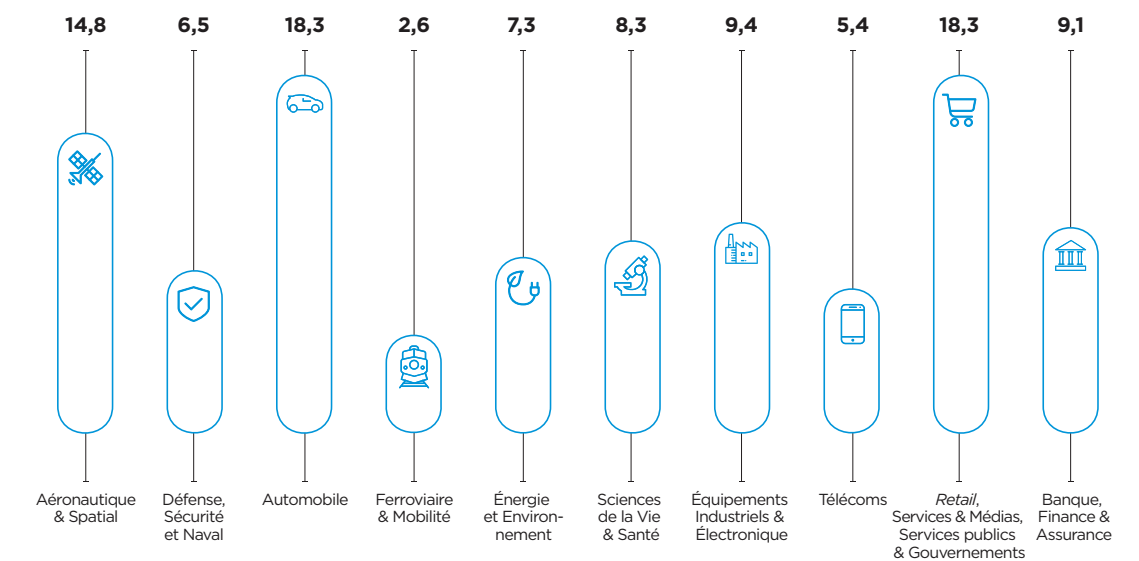 14,8
6,5
18,3
2,6
7,3
8,3
9,4
5,4
18,3
9,1
Aéronautique
& Spatial
Défense,
Sécurité
et Naval
Automobile
Ferroviaire
& Mobilité
Énergie
et Environ-
nement
Sciences
de la Vie
& Santé
Équipements
Industriels &
Électronique
Télécoms
Retail,
Services & Médias,
Services publics
& Gouvernements
Banque,
Finance &
Assurance